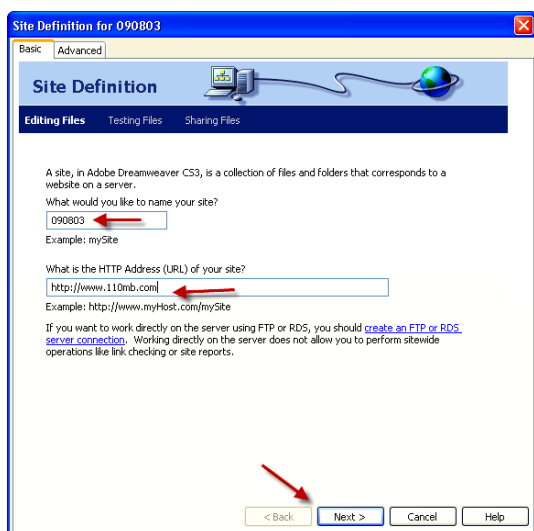 Site Definition for 090803
Basic Advanced
Site Definition
Editing Files Testing Files Sharing Files
A site, in Adobe Dreamweaver CS3, is a collection of files and folders that corresponds to a
website on a server.
What would you like to name your site?
090803
Example: mySite
What is the HTTP Address (URL) of your site?
http://www.110mb.com
Example: http://www.myHost.com/mySite
If you want to work directly on the server using FTP or RDS, you should create an FTP or RDS
server connection. Working directly on the server does not allow you to perform sitewide
operations like link checking or site reports.
< Back Next > Cancel Help